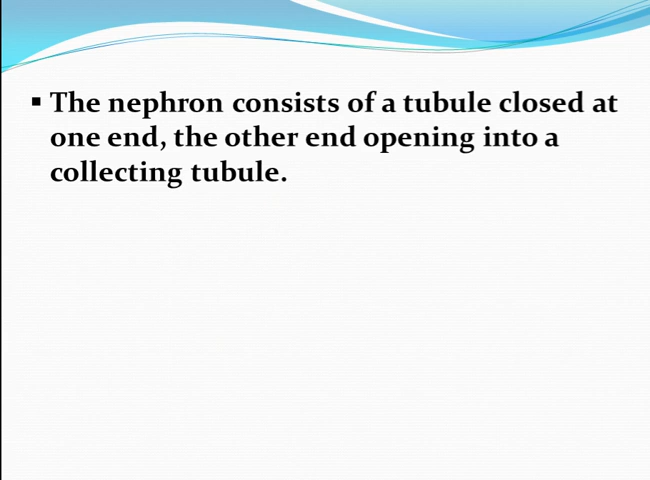 ▪ The nephron consists of a tubule closed at
one end, the other end opening into a
collecting tubule.